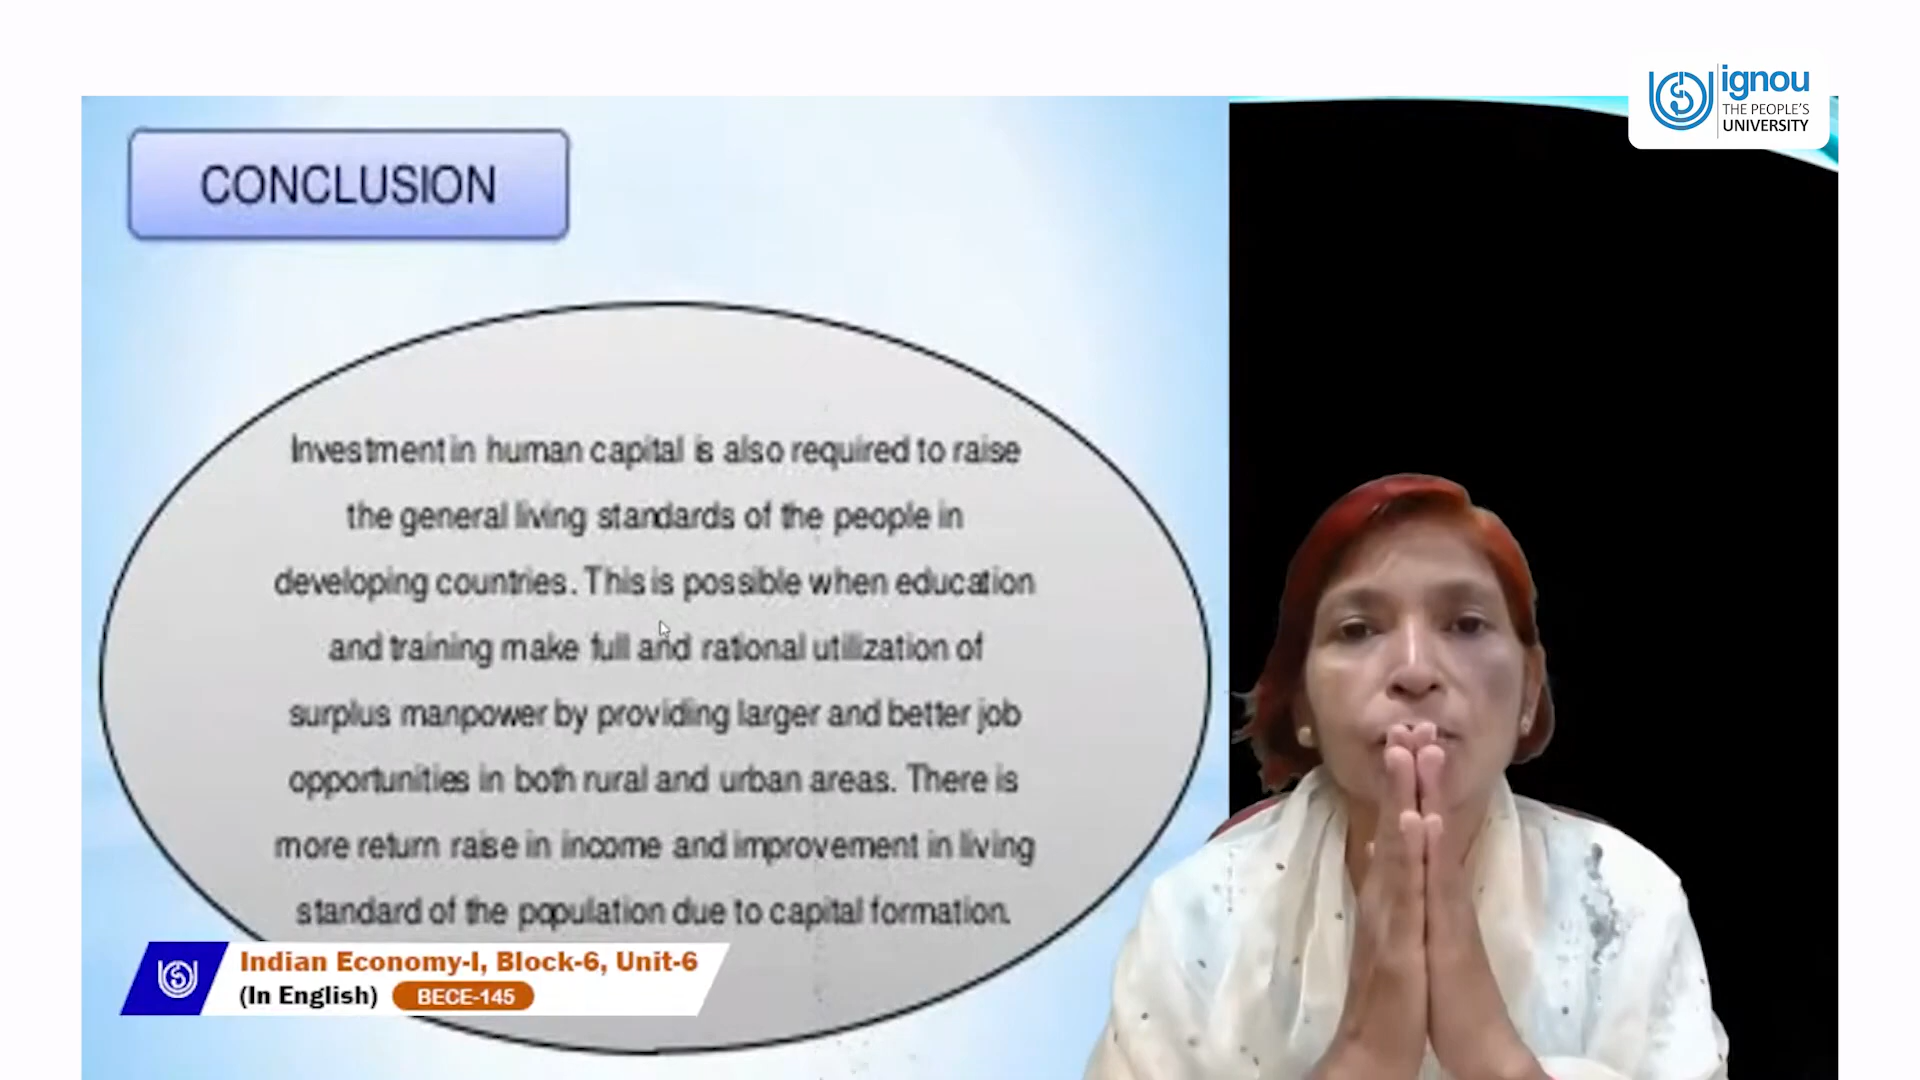 ignou
THE PEOPLE'S
UNIVERSITY
CONCLUSION
Investment in human capital is also required to raise
the general living standards of the people in
developing countries. This is possible when education
and training make full and rational utilization of
surplus manpower by providing larger and better job
opportunities in both rural and urban areas. There is
more return raise in income and improvement in living
standard of the population due to capital formation.
Indian Economy-I, Block-6, Unit-6
(In English) BECE-145